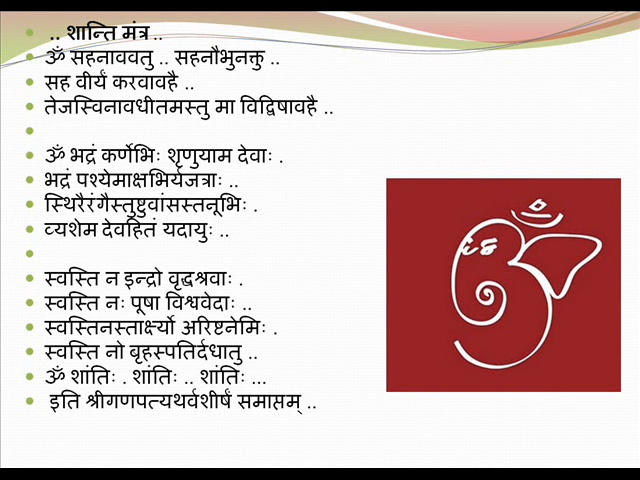 .. शान्ति मंत्र ..
ॐ सहनाववतु .. सहनौभुनक्तु ..
सह वीर्यं करवावहै ..
तेजस्विनावधीतमस्तु मा विद्विषावहै ..
ॐ भद्रं कर्णेभिः शृणुयाम देवाः .
भद्रं पश्येमाक्षभिर्यजत्राः ..
स्थिरैरंगैस्तुष्टुवांसस्तनूभिः .
व्यशेम देवहितं यदायुः ..
स्वस्ति न इन्द्रो वृद्धश्रवाः .
स्वस्ति नः पूषा विश्ववेदाः ..
स्वस्तिनस्तार्क्ष्यो अरिष्टनेमिः .
स्वस्ति नो बृहस्पतिर्दधातु ..
ॐ शांतिः . शांतिः .. शांतिः ...
इति श्रीगणपत्यथर्वशीर्षं समाप्तम् ..